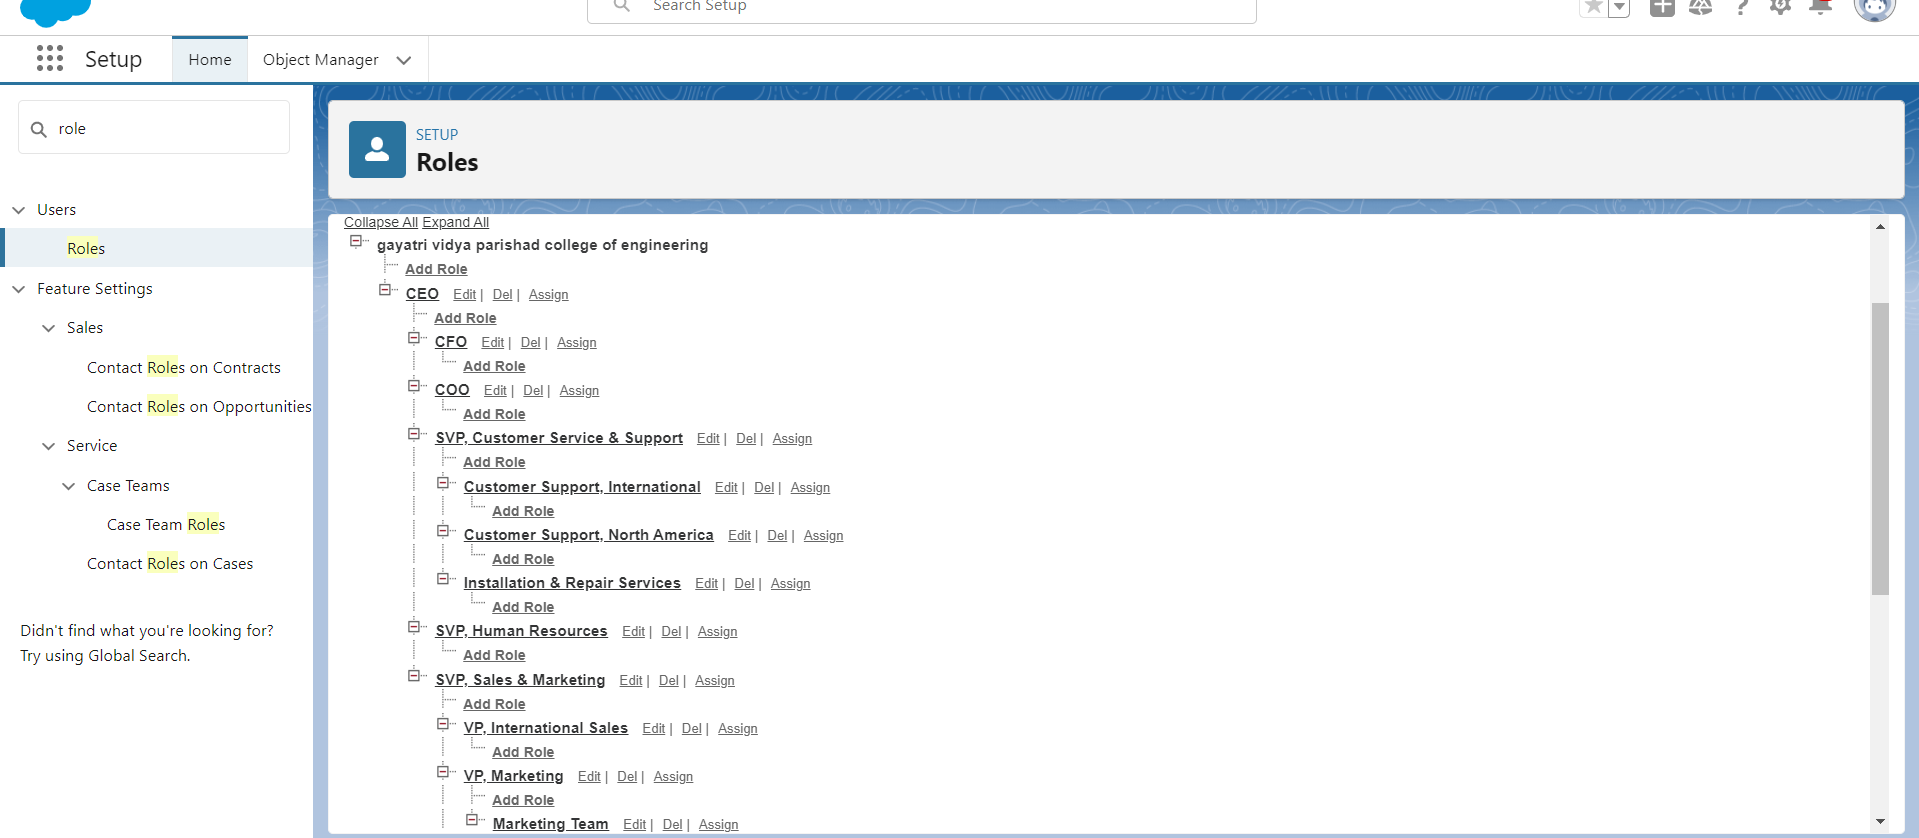 Search Setup
Setup
Home
Object Manager
role
Users
Roles
Feature Settings
Sales
Contact Roles on Contracts
Contact Roles on Opportunities
Service
Case Teams
Case Team Roles
Contact Roles on Cases
Didn't find what you're looking for?
Try using Global Search.
SETUP
Roles
Collapse All Expand All
gayatri vidya parishad college of engineering
Add Role
CEO Edit | Del | Assign
Add Role
CFO Edit | Del | Assign
Add Role
COO Edit | Del | Assign
Add Role
SVP, Customer Service & Support Edit | Del | Assign
Add Role
Customer Support, International Edit | Del | Assign
Add Role
Customer Support, North America Edit | Del | Assign
Add Role
Installation & Repair Services Edit | Del | Assign
Add Role
SVP, Human Resources Edit | Del | Assign
Add Role
SVP, Sales & Marketing Edit | Del | Assign
Add Role
VP, International Sales Edit | Del | Assign
Add Role
VP, Marketing Edit | Del | Assign
Add Role
Marketing Team Edit | Del | Assign